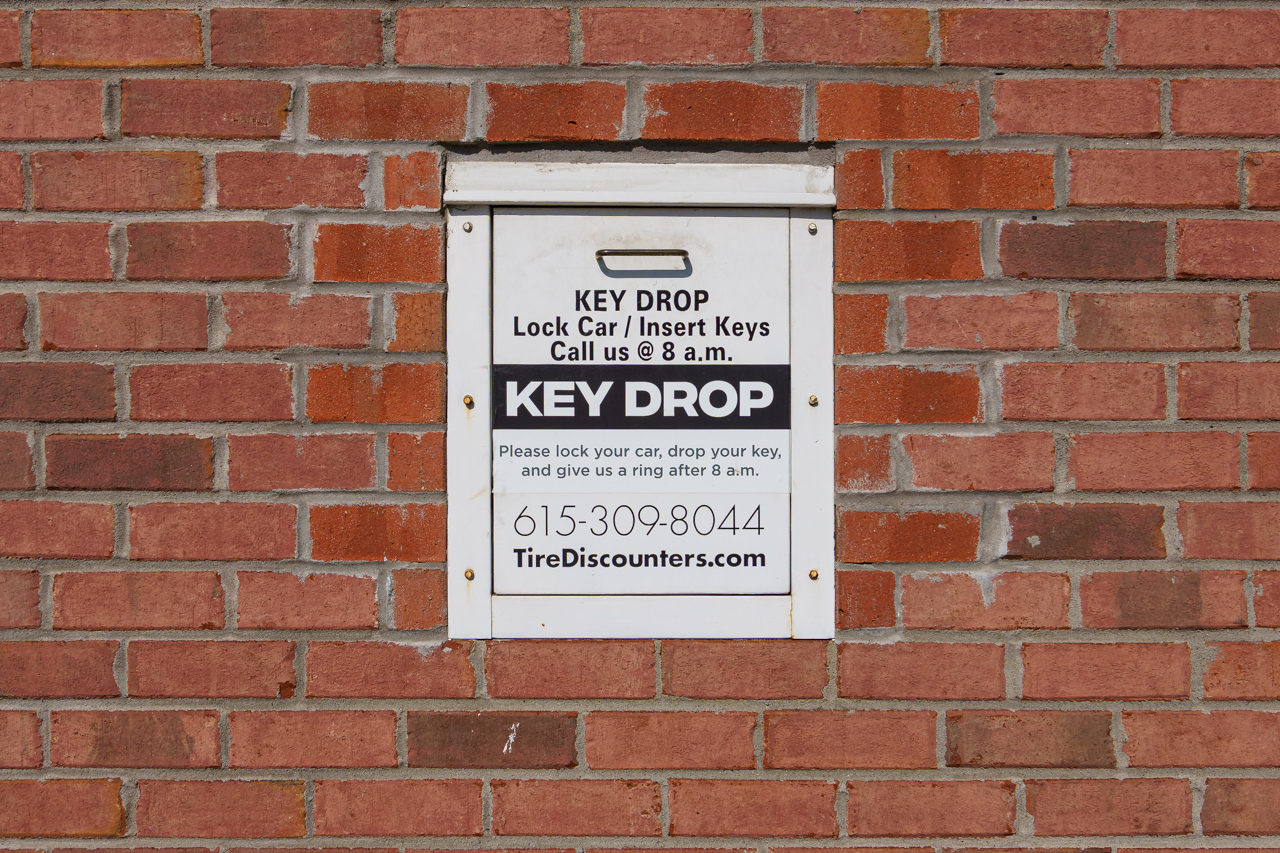 KEY DROP
Lock Car / Insert Keys
Call us @ 8 a.m.
KEY DROP
Please lock your car, drop your key,
and give us a ring after 8 a.m.
615-309-8044
TireDiscounters.com